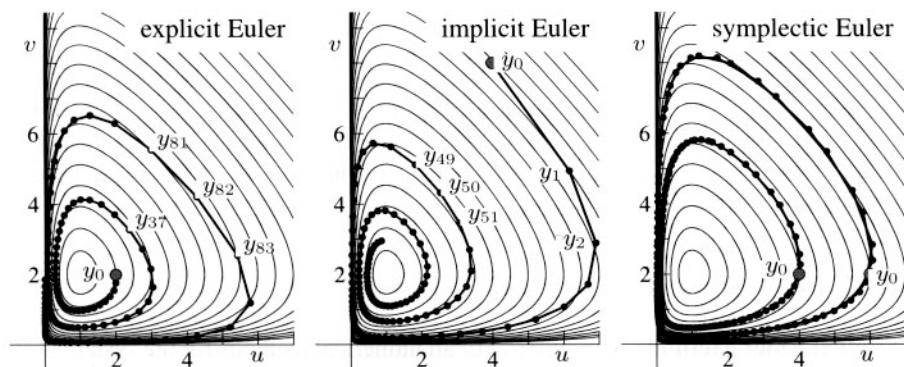 explicit Euler
v
6
4
2
y81
y82
y37
y83
y0
2
4
u
implicit Euler
v
y0
6
4
2
y49
y50
y51
y1
y2
2
4
u
symplectic Euler
v
6
4
2
y0
y0
2
4
u